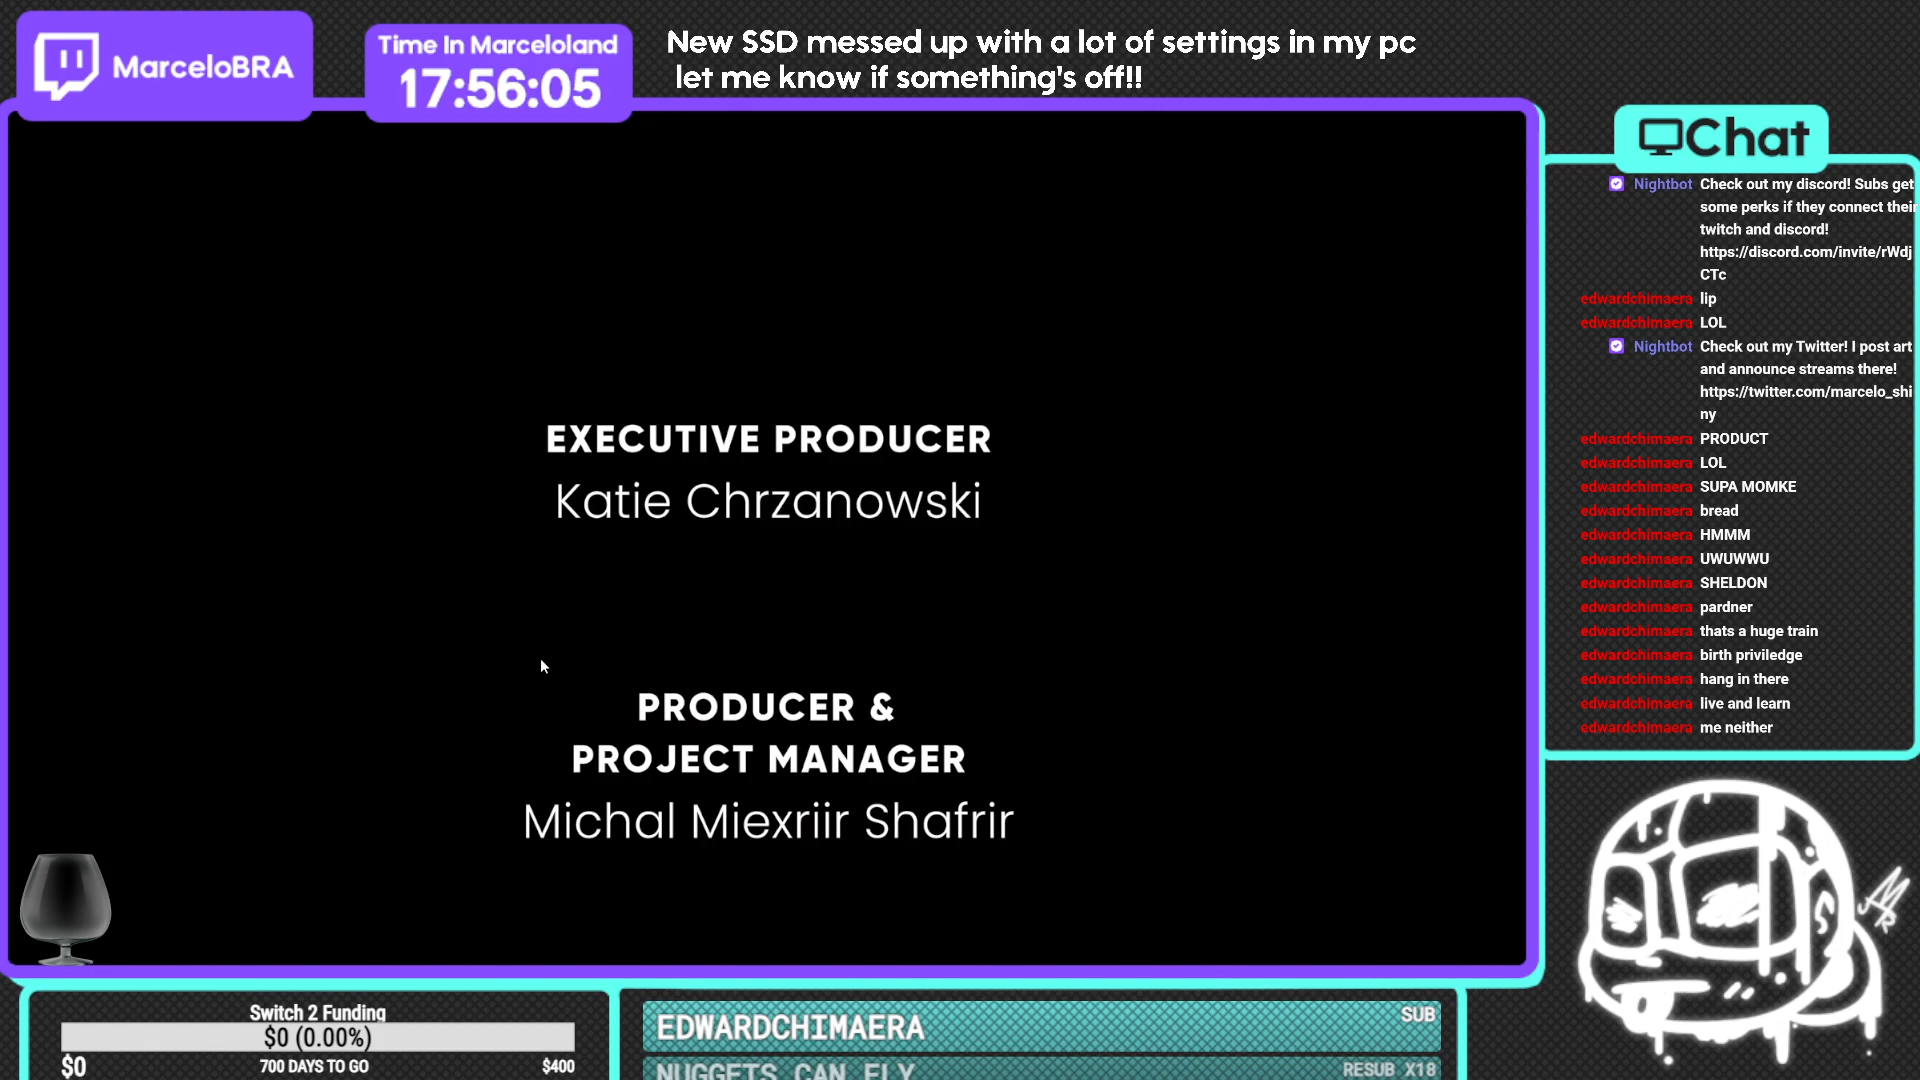 MarceloBRA
Time In Marceloland
17:56:05
New SSD messed up with a lot of settings in my pc
let me know if something's off!!
Chat
Nightbot Check out my discord! Subs get
some perks if they connect their
twitch and discord!
https://discord.com/invite/rWdj
CTc
edwardchimaera lip
edwardchimaera LOL
Nightbot Check out my Twitter! I post art
and announce streams there!
https://twitter.com/marcelo_shi
ny
edwardchimaera PRODUCT
edwardchimaera LOL
edwardchimaera SUPA MOMKE
edwardchimaera bread
edwardchimaera HMMM
edwardchimaera UWUWWU
edwardchimaera SHELDON
edwardchimaera pardner
edwardchimaera thats a huge train
edwardchimaera birth priviledge
edwardchimaera hang in there
edwardchimaera live and learn
edwardchimaera me neither
EXECUTIVE PRODUCER
Katie Chrzanowski
PRODUCER &
PROJECT MANAGER
Michal Miexriir Shafrir
Switch 2 Funding
$0 (0.00%)
$0 700 DAYS TO GO $400
EDWARDCHIMAERA SUB
NUGGETS_CAN_FLY RESUB X18